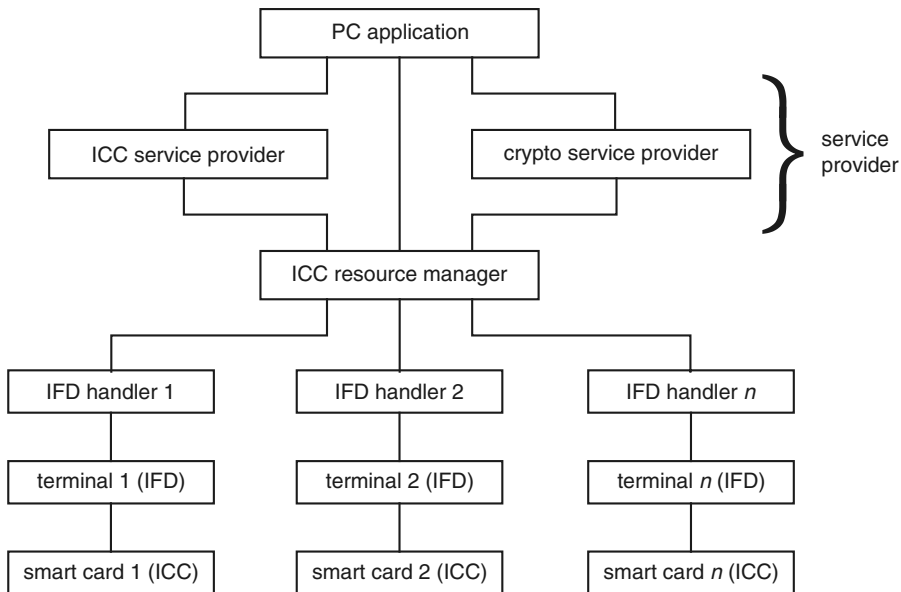 PC application
ICC service provider
crypto service provider
service
provider
ICC resource manager
IFD handler 1
IFD handler 2
IFD handler n
terminal 1 (IFD)
terminal 2 (IFD)
terminal n (IFD)
smart card 1 (ICC)
smart card 2 (ICC)
smart card n (ICC)